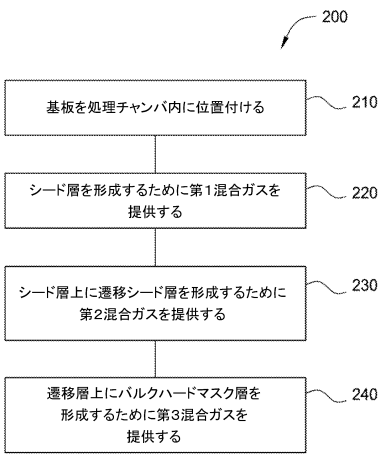 200
基板を処理チャンバ内に位置付ける
210
シード層を形成するために第1混合ガスを
提供する
220
シード層上に遷移シード層を形成するために
第2混合ガスを提供する
230
遷移層上にバルクハードマスク層を
形成するために第3混合ガスを
提供する
240